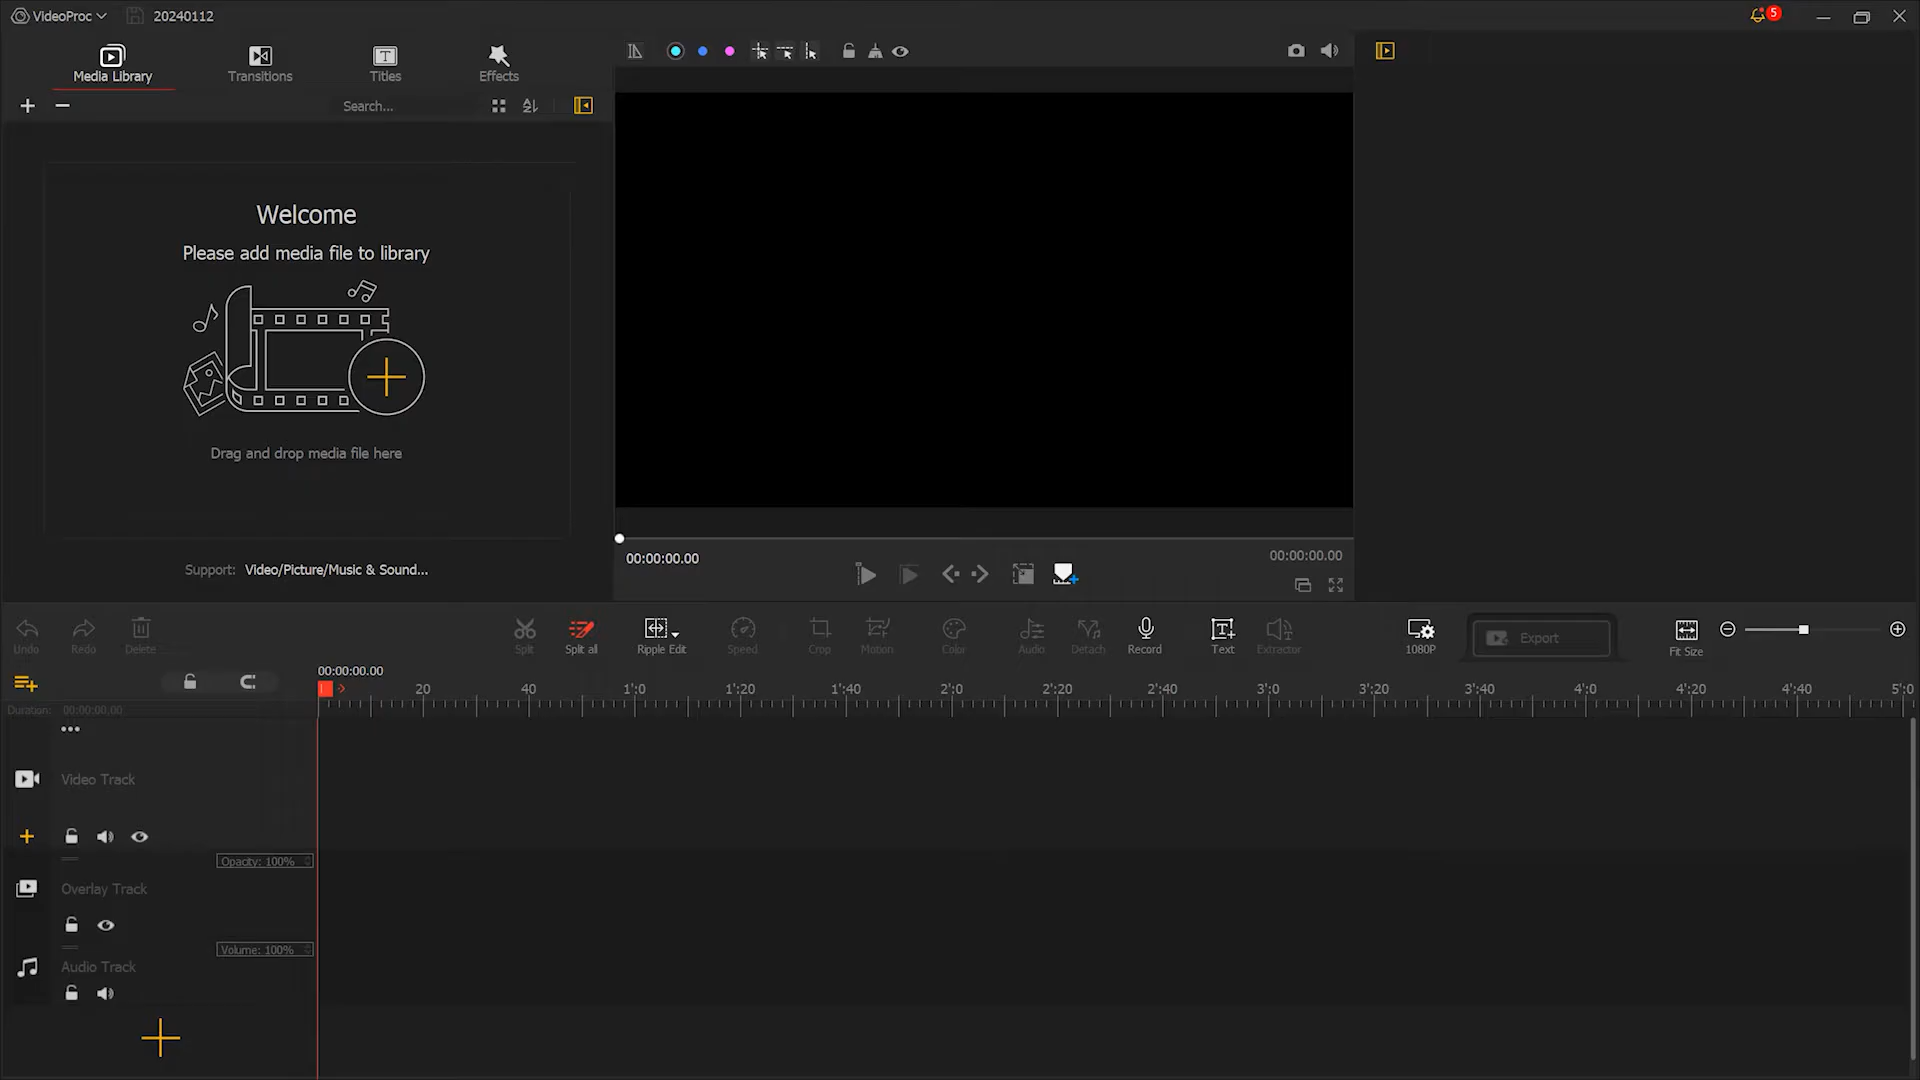 VideoProc
20240112
5
Media Library
Transitions
Titles
Effects
Search...
Welcome
Please add media file to library
Drag and drop media file here
Support: Video/Picture/Music & Sound...
00:00:00.00
00:00:00.00
Undo
Redo
Delete
Split
Split all
Ripple Edit
Speed
Crop
Motion
Color
Audio
Detach
Record
Text
Extractor
1080P
Export
Fit Size
00:00:00.00
20 40 1':0 1':20 1':40 2':0 2':20 2':40 3':0 3':20 3':40 4':0 4':20 4':40 5':0
Duration: 00:00:00.00
Video Track
Opacity: 100%
Overlay Track
Volume: 100%
Audio Track